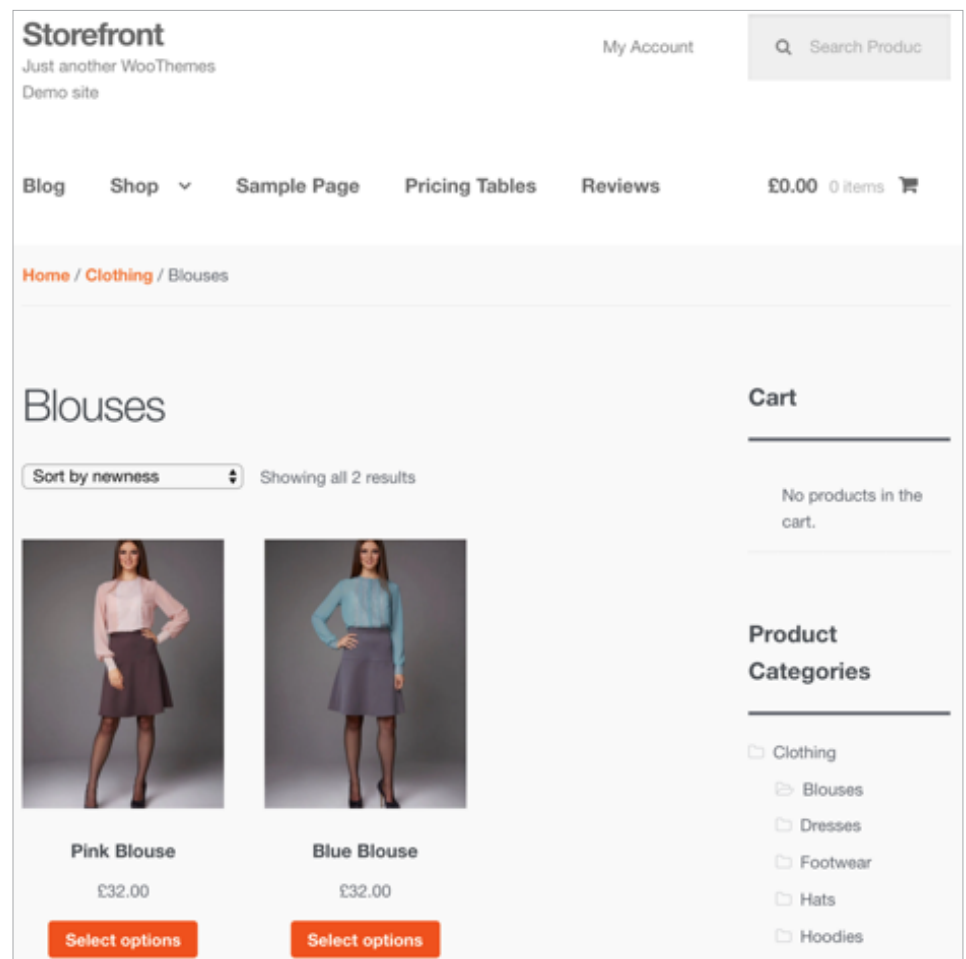 Storefront
Just another WooThemes
Demo site
My Account
Search Produc
Blog
Shop
Sample Page
Pricing Tables
Reviews
£0.00 0 items
Home / Clothing / Blouses
Blouses
Sort by newness
Showing all 2 results
Pink Blouse
£32.00
Select options
Blue Blouse
£32.00
Select options
Cart
No products in the
cart.
Product
Categories
Clothing
Blouses
Dresses
Footwear
Hats
Hoodies